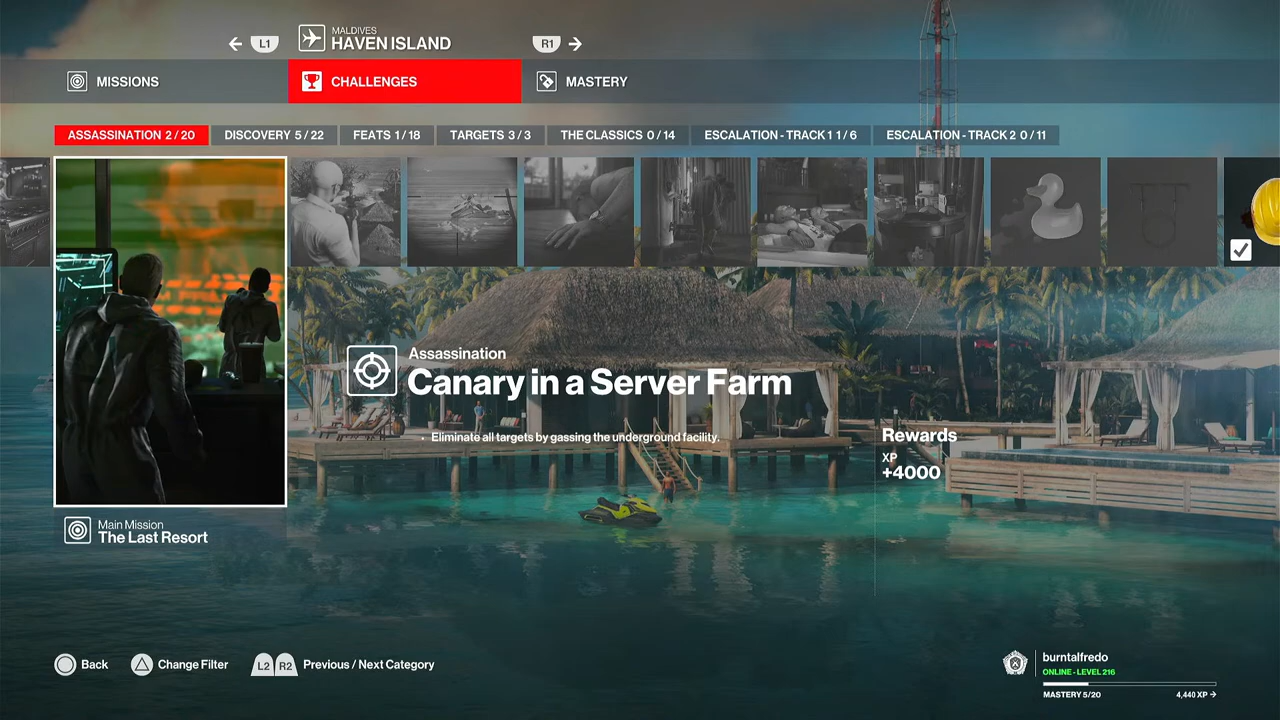 L1
MALDIVES
HAVEN ISLAND
R1
MISSIONS
CHALLENGES
MASTERY
ASSASSINATION 2 / 20
DISCOVERY 5 / 22
FEATS 1 / 18
TARGETS 3 / 3
THE CLASSICS 0 / 14
ESCALATION - TRACK 1 1 / 6
ESCALATION - TRACK 2 0 / 11
Assassination
Canary in a Server Farm
Eliminate all targets by gassing the underground facility.
Rewards
XP
+4000
Main Mission
The Last Resort
Back
Change Filter
L2 R2 Previous / Next Category
burntalfredo
ONLINE - LEVEL 216
MASTERY 5/20
4,440 XP